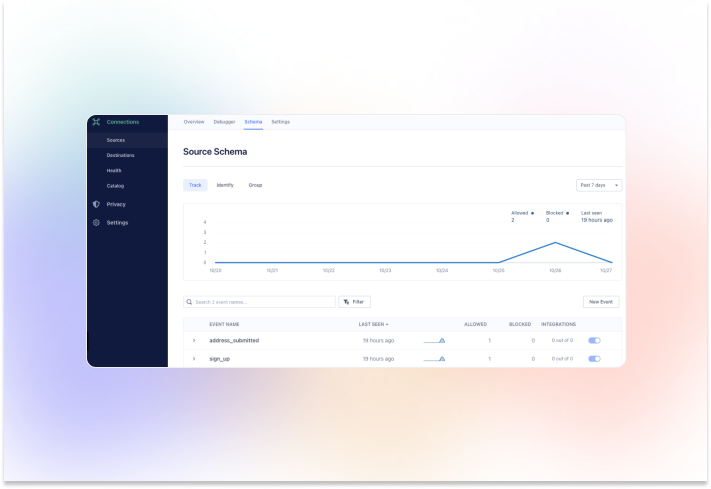 Connections
Sources
Destinations
Health
Catalog
Privacy
Settings
Overview Debugger Schema Settings
Source Schema
Track Identify Group
Past 7 days
Allowed Blocked Last seen
2 0 19 hours ago
4
3
2
1
0
10/20 10/21 10/22 10/23 10/24 10/25 10/26 10/27
Search 2 event names...
Filter
New Event
EVENT NAME LAST SEEN ALLOWED BLOCKED INTEGRATIONS
address_submitted 19 hours ago 1 0 0 out of 0
sign_up 19 hours ago 1 0 0 out of 0